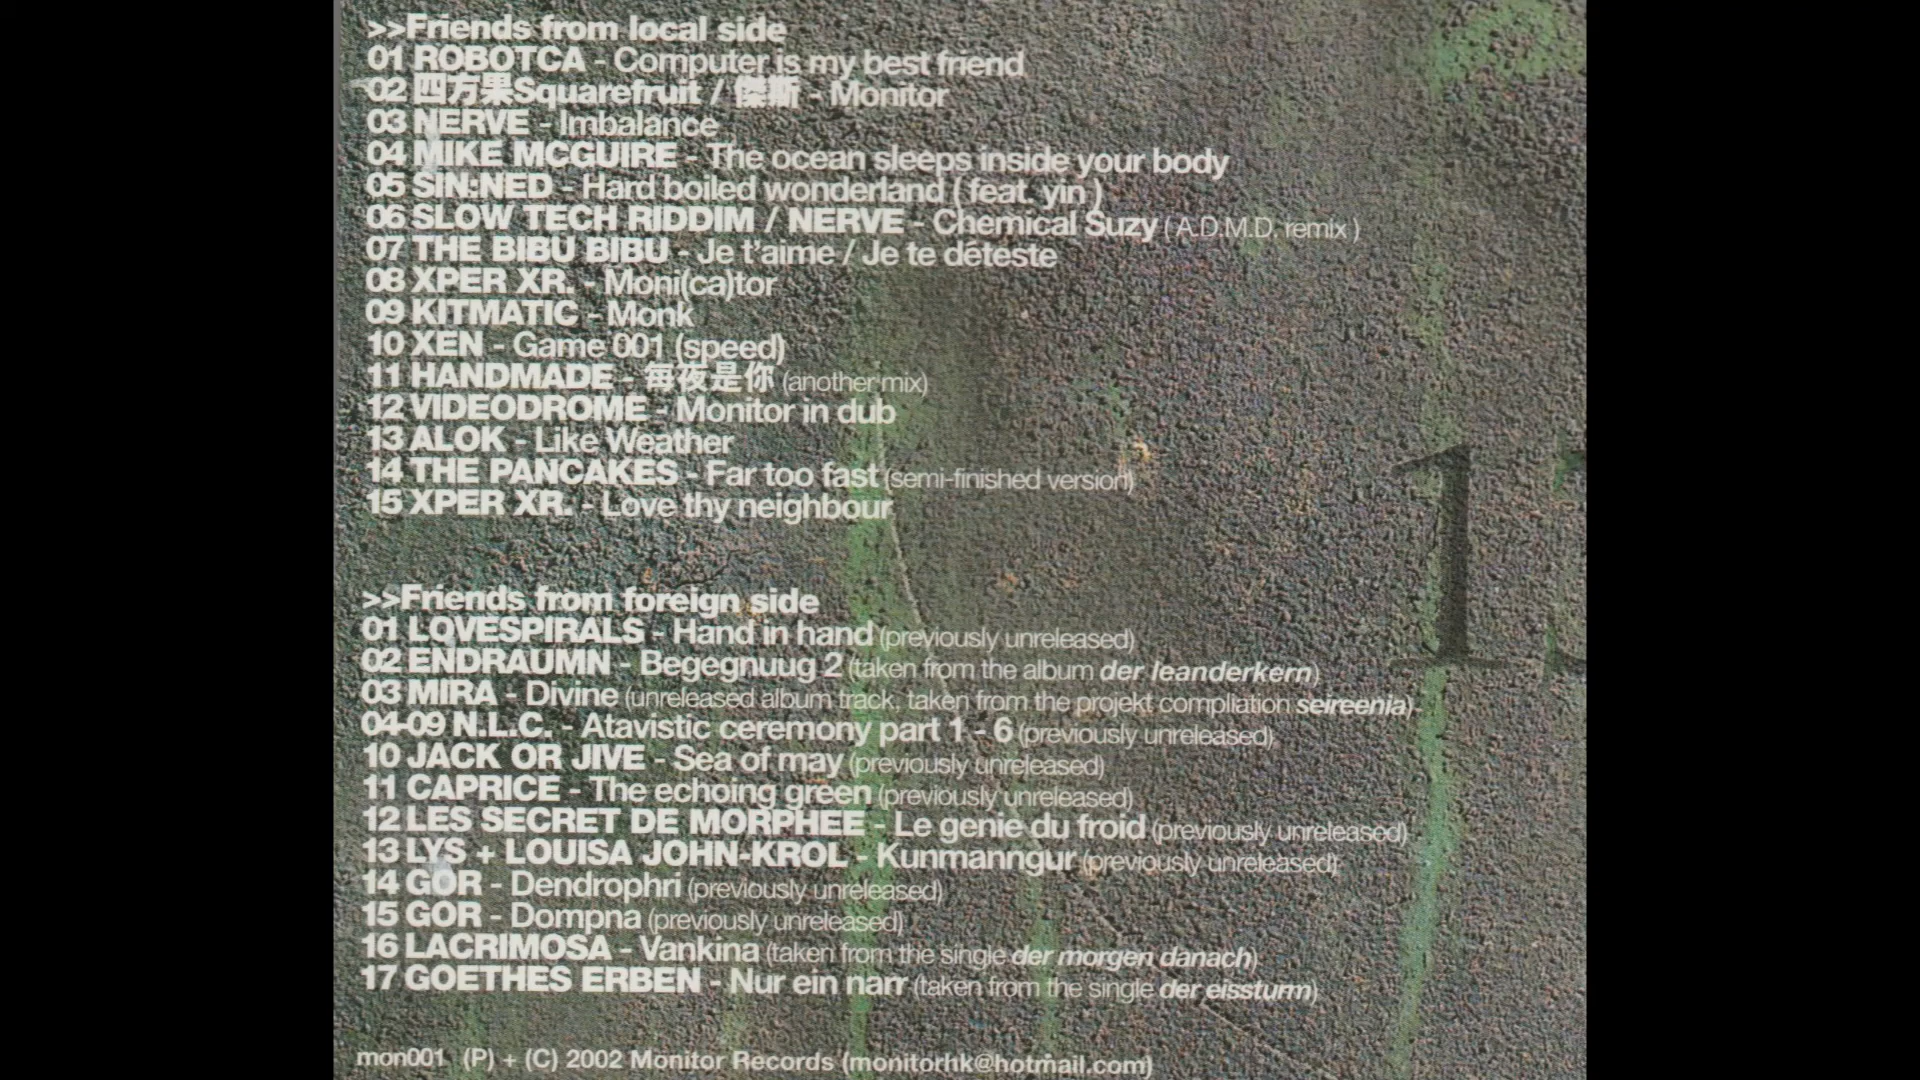 >>Friends from local side
01 ROBOTCA - Computer is my best friend
02 四方果Squarefruit / 傑斯 - Monitor
03 NERVE - Imbalance
04 MIKE MCGUIRE - The ocean sleeps inside your body
05 SIN:NED - Hard boiled wonderland ( feat. yin )
06 SLOW TECH RIDDIM / NERVE - Chemical Suzy ( A.D.M.D. remix )
07 THE BIBU BIBU - Je t'aime / Je te déteste
08 XPER XR. - Moni(ca)tor
09 KITMATIC - Monk
10 XEN - Game 001 (speed)
11 HANDMADE - 每夜是你 (another mix)
12 VIDEODROME - Monitor in dub
13 ALOK - Like Weather
14 THE PANCAKES - Far too fast (semi-finished version)
15 XPER XR. - Love thy neighbour
>>Friends from foreign side
01 LOVESPIRALS - Hand in hand (previously unreleased)
02 ENDRAUMN - Begegnuug 2 (taken from the album der leanderkern)
03 MIRA - Divine (unreleased album track, taken from the projekt compliation seireenia)
04-09 N.L.C. - Atavistic ceremony part 1 - 6 (previously unreleased)
10 JACK OR JIVE - Sea of may (previously unreleased)
11 CAPRICE - The echoing green (previously unreleased)
12 LES SECRET DE MORPHEE - Le genie du froid (previously unreleased)
13 LYS + LOUISA JOHN-KROL - Kunmanngur (previously unreleased)
14 GOR - Dendrophri (previously unreleased)
15 GOR - Dompna (previously unreleased)
16 LACRIMOSA - Vankina (taken from the single der morgen danach)
17 GOETHES ERBEN - Nur ein narr (taken from the single der eissturm)
mon001 (P) + (C) 2002 Monitor Records (monitorhk@hotmail.com)